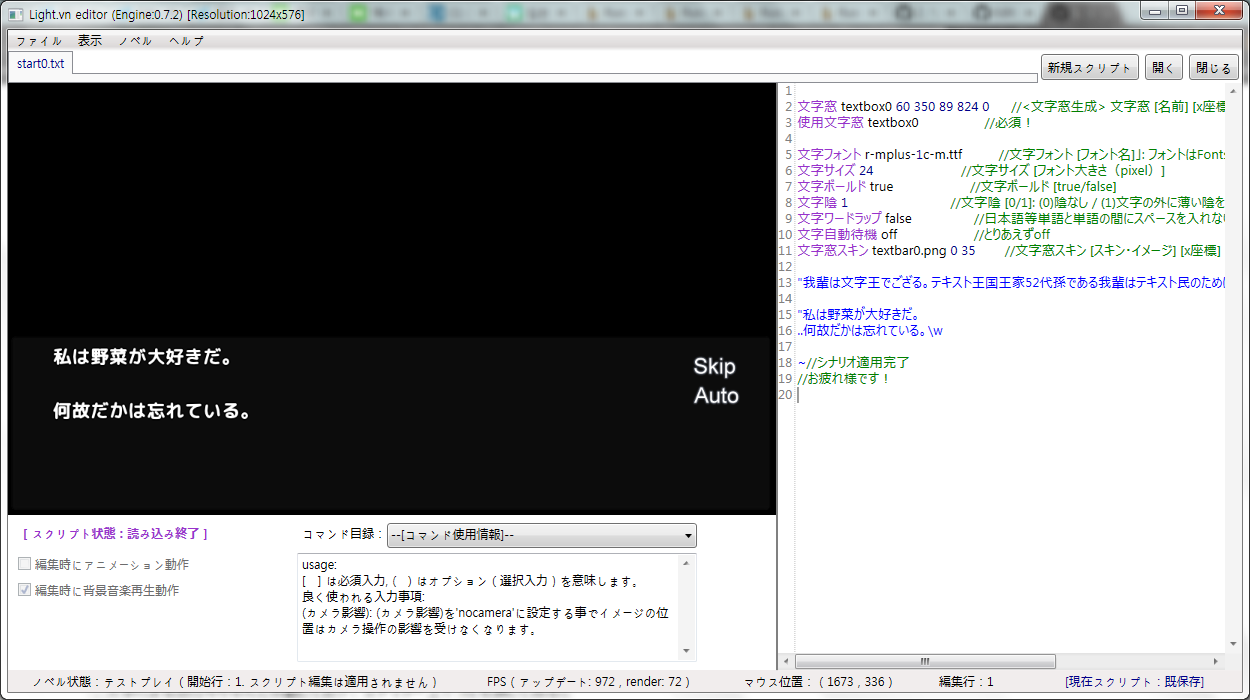 Light.vn editor (Engine:0.7.2) [Resolution:1024x576]
ファイル 表示 ノベル ヘルプ
start0.txt
新規スクリプト 開く 閉じる
私は野菜が大好きだ。
何故だかは忘れている。
Skip
Auto
1
2 文字窓 textbox0 60 350 89 824 0 //<文字窓生成> 文字窓 [名前] [x座標
3 使用文字窓 textbox0 //必須！
4
5 文字フォント r-mplus-1c-m.ttf //文字フォント [フォント名]」: フォントはFonts
6 文字サイズ 24 //文字サイズ [フォント大きさ（pixel）]
7 文字ボールド true //文字ボールド [true/false]
8 文字陰 1 //文字陰 [0/1]: (0)陰なし / (1)文字の外に薄い陰を
9 文字ワードラップ false //日本語等単語と単語の間にスペースを入れない
10 文字自動待機 off //とりあえずoff
11 文字窓スキン textbar0.png 0 35 //文字窓スキン [スキン・イメージ] [x座標]
12
13 "我輩は文字王でござる。テキスト王国王家52代孫である我輩はテキスト民のために
14
15 "私は野菜が大好きだ。
16 ..何故だかは忘れている。\w
17
18 ~//シナリオ適用完了
19 //お疲れ様です！
20
[ スクリプト状態 : 読み込み終了 ]
編集時にアニメーション動作
編集時に背景音楽再生動作
コマンド目録 : --[コマンド使用情報]--
usage:
[ ] は必須入力, ( ) はオプション ( 選択入力 ) を意味します。
良く使われる入力事項:
(カメラ影響): (カメラ影響)を'nocamera'に設定する事でイメージの位
置はカメラ操作の影響を受けなくなります。
ノベル状態 : テストプレイ ( 開始行 : 1. スクリプト編集は適用されません ) FPS ( アップデート: 972 , render: 72 ) マウス位置 : ( 1673 , 336 ) 編集行 : 1 [現在スクリプト : 既保存]